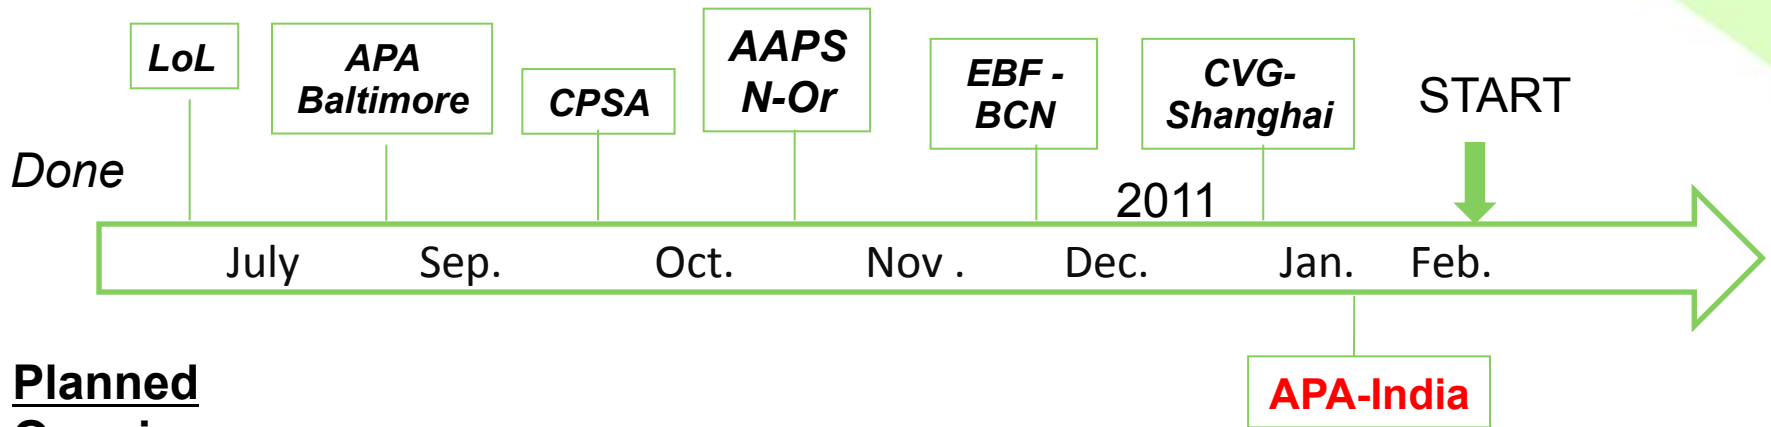 LoL
APA
Baltimore
CPSA
AAPS
N-Or
EBF -
BCN
CVG-
Shanghai
START
Done
2011
July Sep. Oct. Nov . Dec. Jan. Feb.
Planned
APA-India